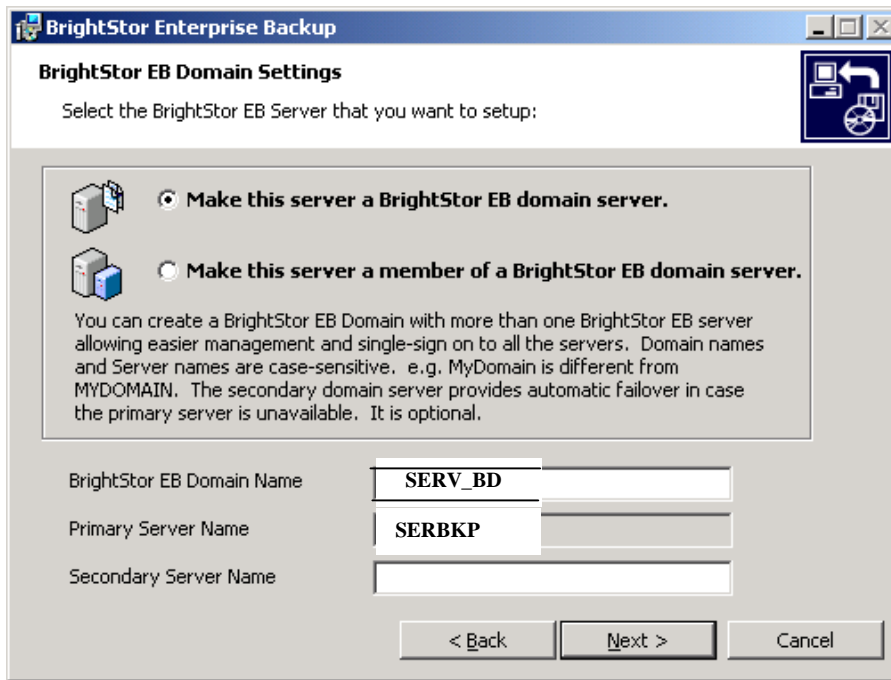 BrightStor Enterprise Backup
BrightStor EB Domain Settings
Select the BrightStor EB Server that you want to setup:
Make this server a BrightStor EB domain server.
Make this server a member of a BrightStor EB domain server.
You can create a BrightStor EB Domain with more than one BrightStor EB server
allowing easier management and single-sign on to all the servers. Domain names
and Server names are case-sensitive. e.g. MyDomain is different from
MYDOMAIN. The secondary domain server provides automatic failover in case
the primary server is unavailable. It is optional.
BrightStor EB Domain Name SERV_BD
Primary Server Name SERBKP
Secondary Server Name
< Back Next > Cancel